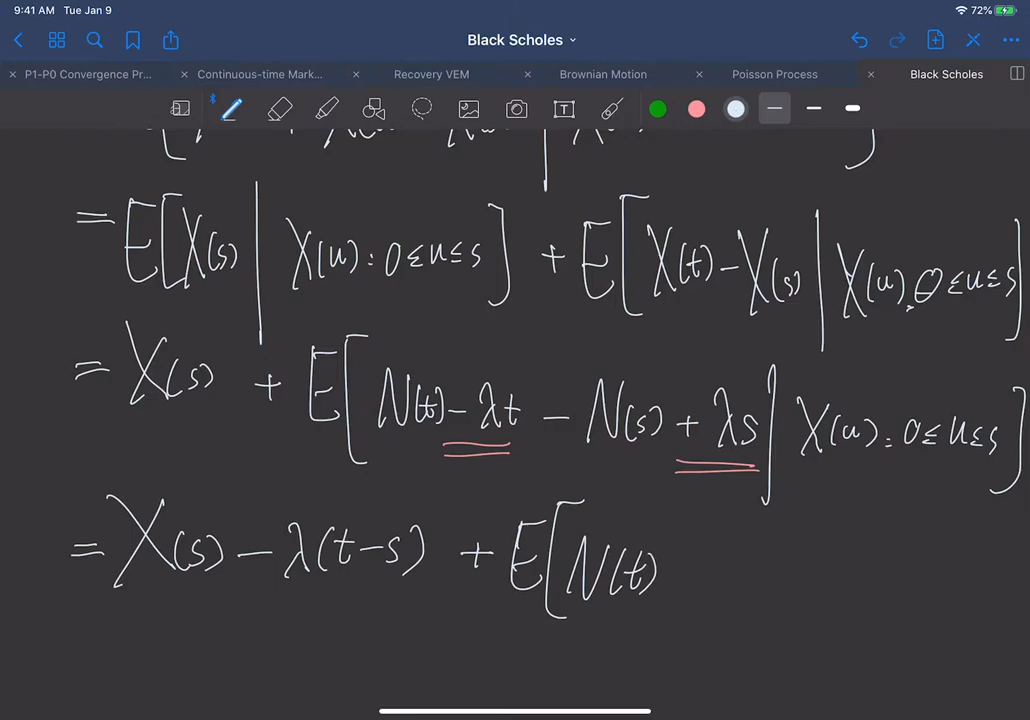 9:41 AM Tue Jan 9 72%
Black Scholes
P1-P0 Convergence Pr... Continuous-time Mark... Recovery VEM Brownian Motion Poisson Process Black Scholes
= E[X(s) | X(u): 0≤u≤s] + E[X(t) - X(s) | X(u). 0≤u≤s]
= X(s) + E[N(t) - λt - N(s) + λs | X(u): 0≤u≤s]
= X(s) - λ(t-s) + E[N(t)